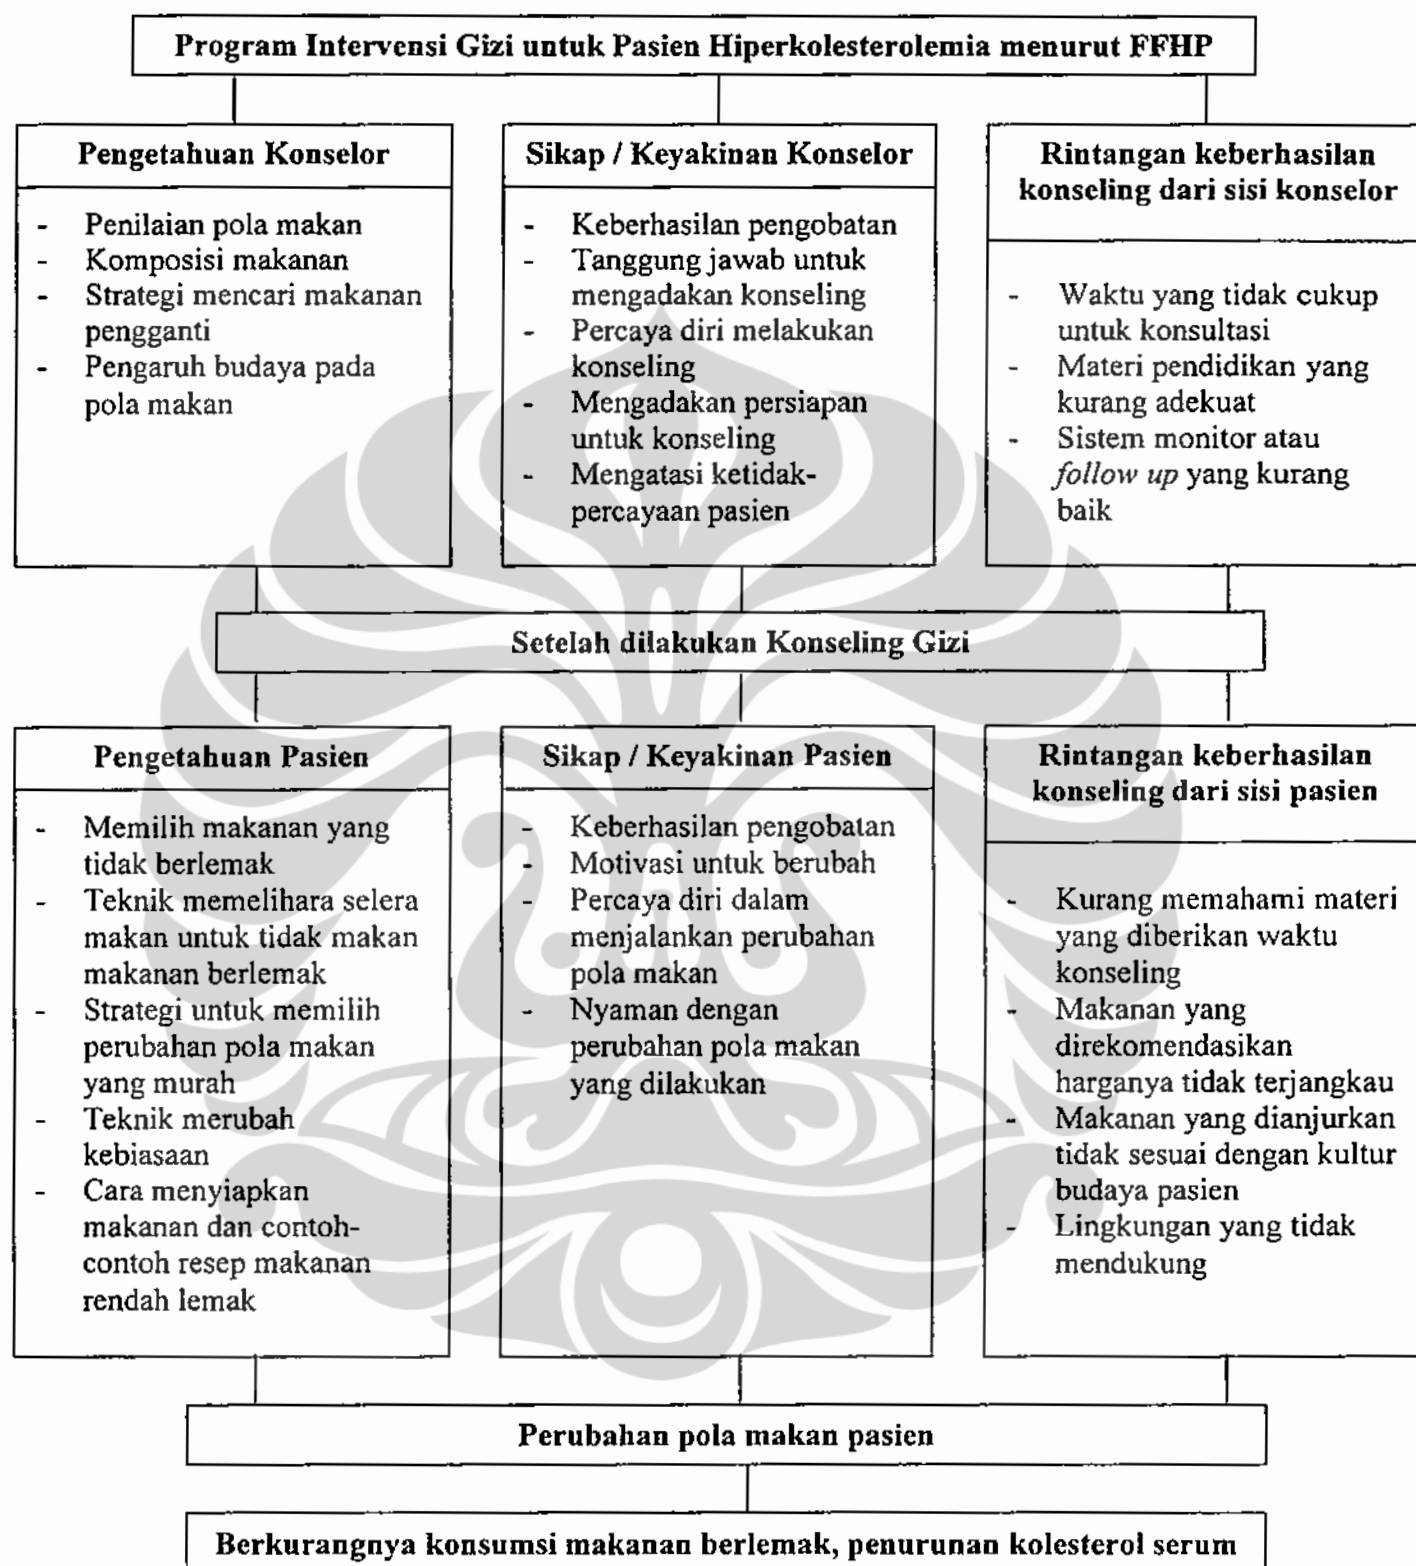 Program Intervensi Gizi untuk Pasien Hiperkolesterolemia menurut FFHP
Pengetahuan Konselor
- Penilaian pola makan
- Komposisi makanan
- Strategi mencari makanan
pengganti
- Pengaruh budaya pada
pola makan
Sikap / Keyakinan Konselor
- Keberhasilan pengobatan
- Tanggung jawab untuk
mengadakan konseling
- Percaya diri melakukan
konseling
- Mengadakan persiapan
untuk konseling
- Mengatasi ketidak-
percayaan pasien
Rintangan keberhasilan
konseling dari sisi konselor
- Waktu yang tidak cukup
untuk konsultasi
- Materi pendidikan yang
kurang adekuat
- Sistem monitor atau
follow up yang kurang
baik
Setelah dilakukan Konseling Gizi
Pengetahuan Pasien
- Memilih makanan yang
tidak berlemak
- Teknik memelihara selera
makan untuk tidak makan
makanan berlemak
- Strategi untuk memilih
perubahan pola makan
yang murah
- Teknik merubah
kebiasaan
- Cara menyiapkan
makanan dan contoh-
contoh resep makanan
rendah lemak
Sikap / Keyakinan Pasien
- Keberhasilan pengobatan
- Motivasi untuk berubah
- Percaya diri dalam
menjalankan perubahan
pola makan
- Nyaman dengan
perubahan pola makan
yang dilakukan
Rintangan keberhasilan
konseling dari sisi pasien
- Kurang memahami materi
yang diberikan waktu
konseling
- Makanan yang
direkomendasikan
harganya tidak terjangkau
- Makanan yang dianjurkan
tidak sesuai dengan kultur
budaya pasien
- Lingkungan yang tidak
mendukung
Perubahan pola makan pasien
Berkurangnya konsumsi makanan berlemak, penurunan kolesterol serum